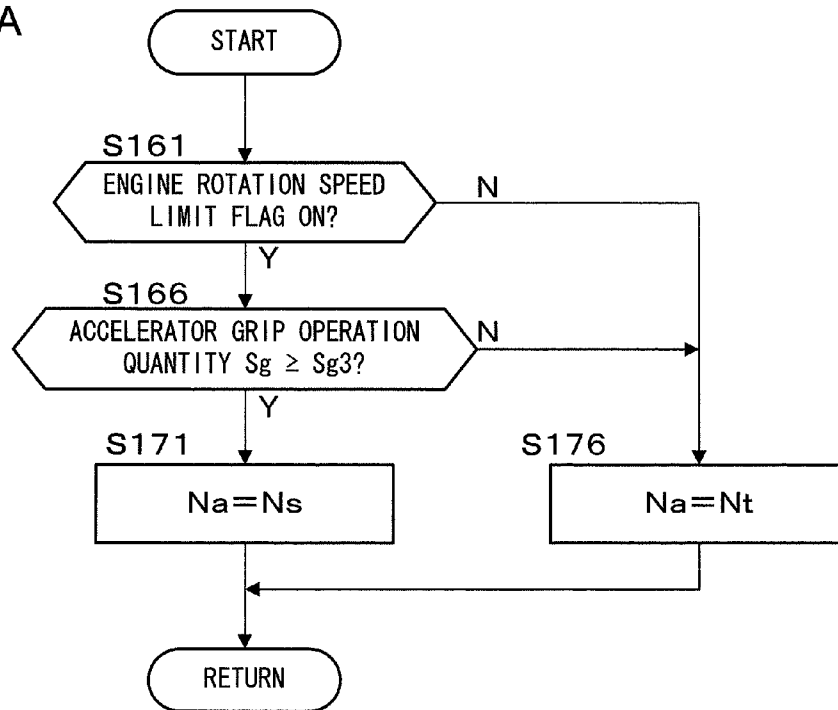 A
START
S161
ENGINE ROTATION SPEED
LIMIT FLAG ON?
N
Y
S166
ACCELERATOR GRIP OPERATION
QUANTITY Sg ≥ Sg3?
N
Y
S171
Na=Ns
S176
Na=Nt
RETURN